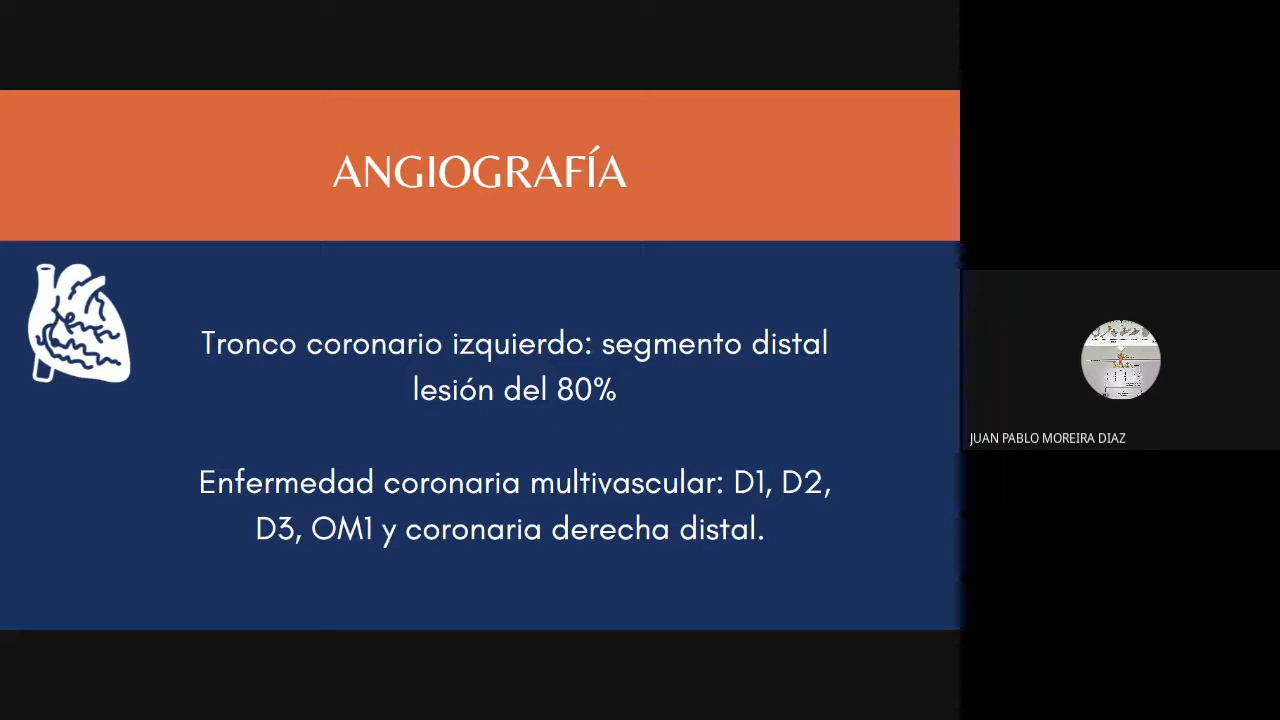 ANGIOGRAFÍA
Tronco coronario izquierdo: segmento distal
lesión del 80%
Enfermedad coronaria multivascular: D1, D2,
D3, OM1 y coronaria derecha distal.
JUAN PABLO MOREIRA DIAZ